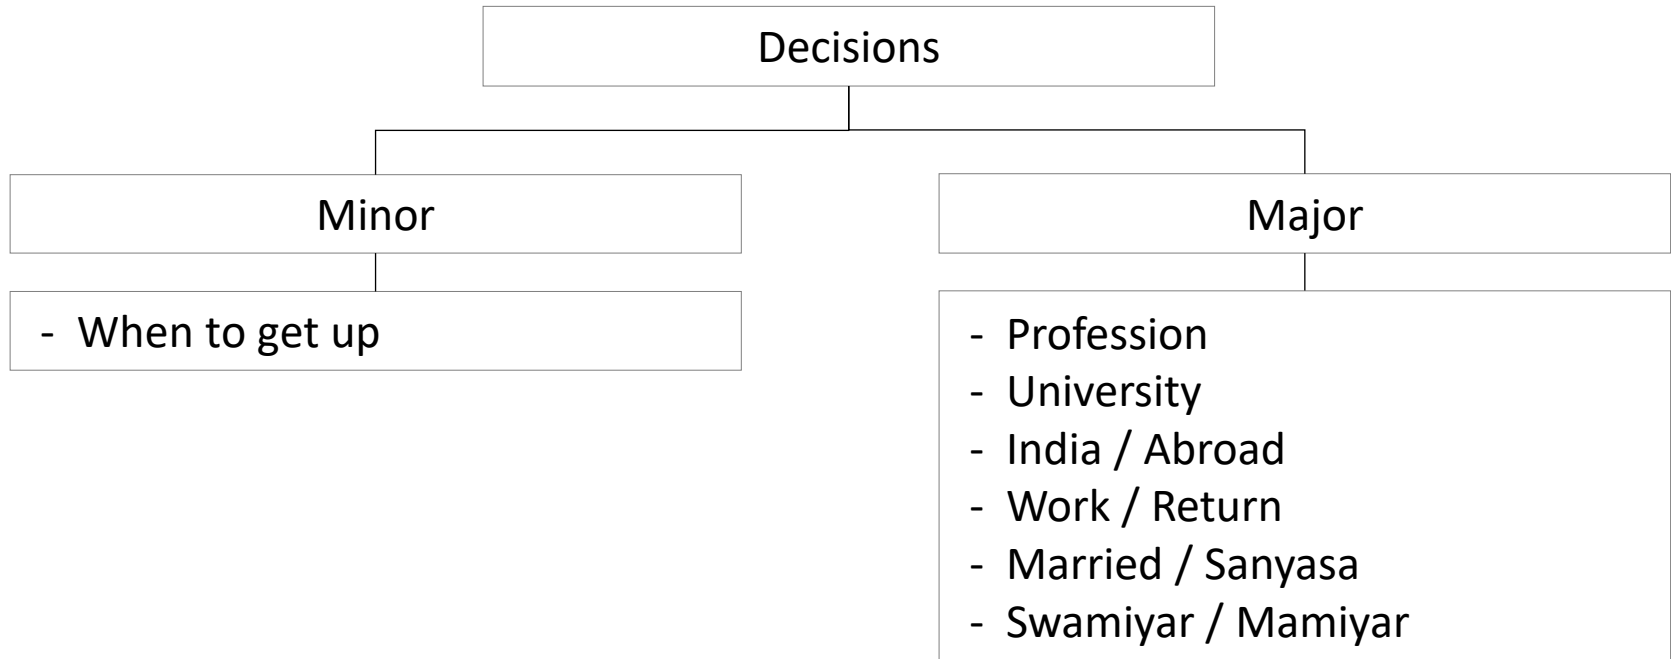 Decisions
Minor
Major
- When to get up
- Profession
- University
- India / Abroad
- Work / Return
- Married / Sanyasa
- Swamiyar / Mamiyar